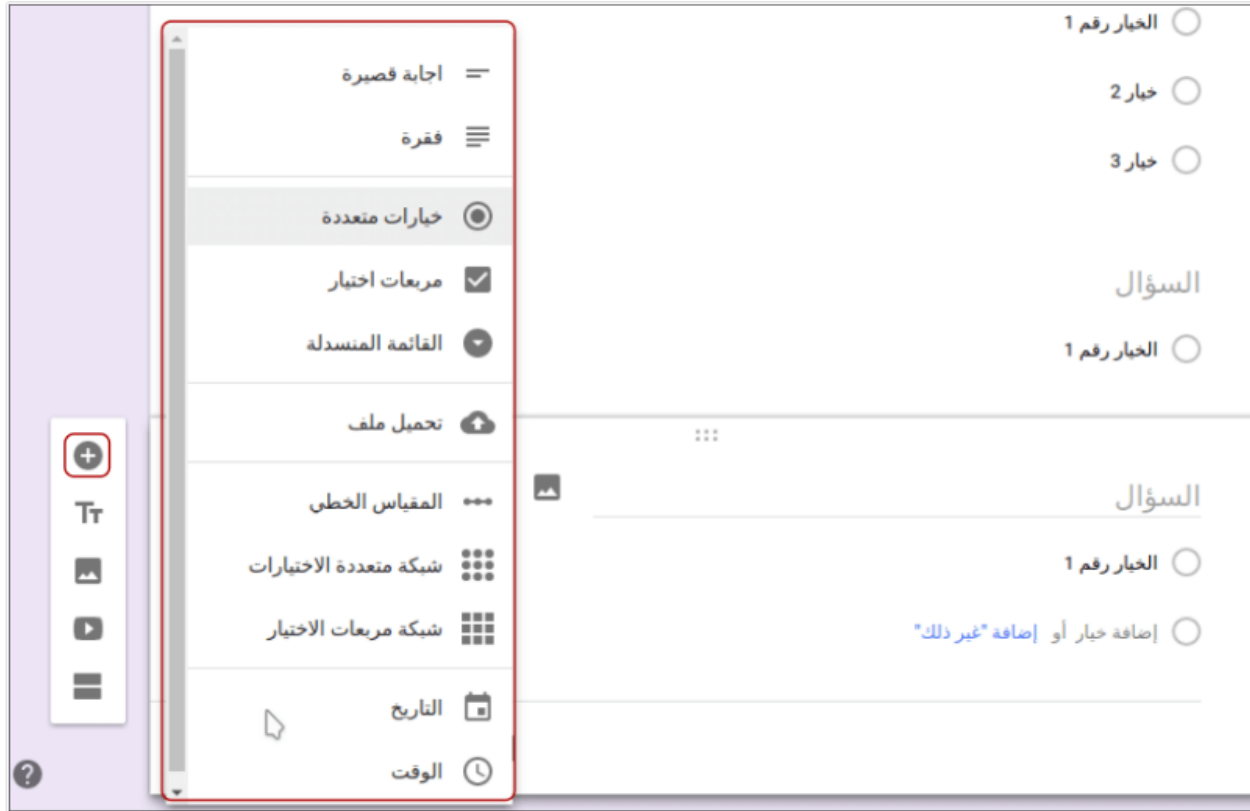 الخيار رقم 1
خيار 2
خيار 3
السؤال
الخيار رقم 1
السؤال
الخيار رقم 1
إضافة خيار أو إضافة "غير ذلك"
اجابة قصيرة
فقرة
خيارات متعددة
مربعات اختيار
القائمة المنسدلة
تحميل ملف
المقياس الخطي
شبكة متعددة الاختيارات
شبكة مربعات الاختيار
التاريخ
الوقت
Tт
?